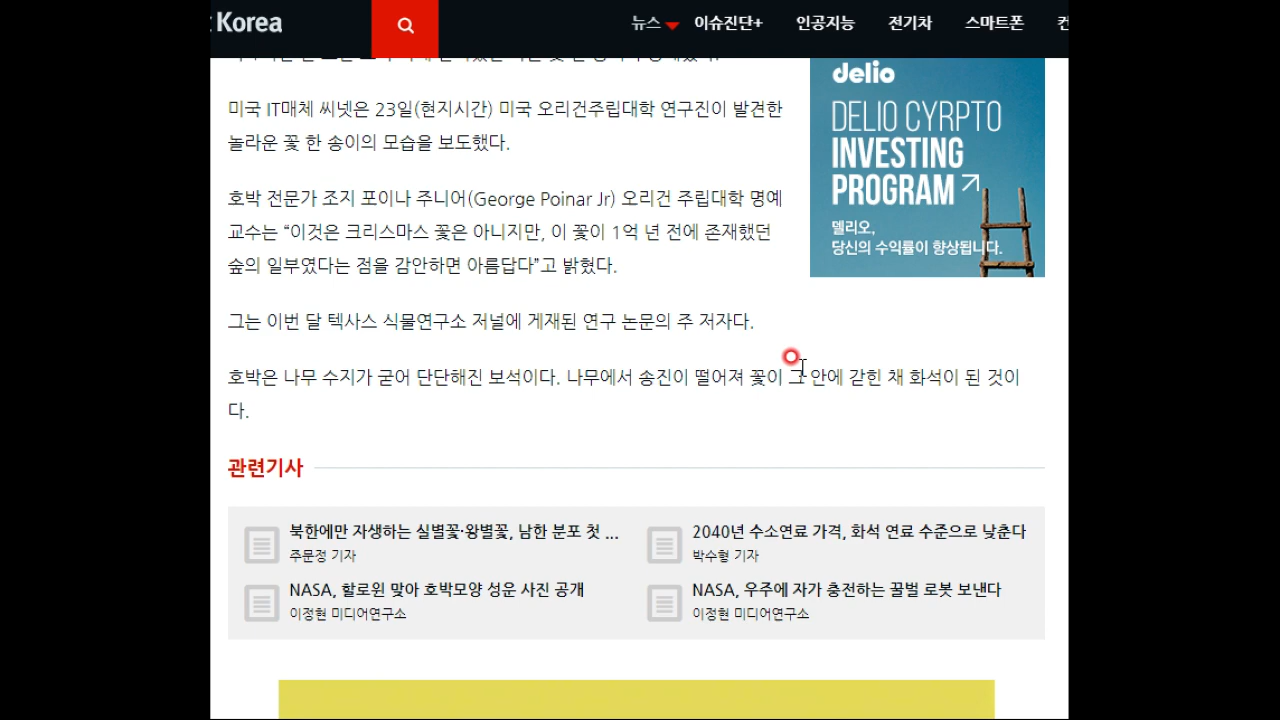 Korea
뉴스 이슈진단+ 인공지능 전기차 스마트폰
미국 IT매체 씨넷은 23일(현지시간) 미국 오리건주립대학 연구진이 발견한
놀라운 꽃 한 송이의 모습을 보도했다.
호박 전문가 조지 포이나 주니어(George Poinar Jr) 오리건 주립대학 명예
교수는 “이것은 크리스마스 꽃은 아니지만, 이 꽃이 1억 년 전에 존재했던
숲의 일부였다는 점을 감안하면 아름답다”고 밝혔다.
그는 이번 달 텍사스 식물연구소 저널에 게재된 연구 논문의 주 저자다.
호박은 나무 수지가 굳어 단단해진 보석이다. 나무에서 송진이 떨어져 꽃이 그 안에 갇힌 채 화석이 된 것이
다.
delio
DELIO CYRPTO
INVESTING
PROGRAM
델리오,
당신의 수익률이 향상됩니다.
관련기사
북한에만 자생하는 실별꽃·왕별꽃, 남한 분포 첫 ...
주문정 기자
2040년 수소연료 가격, 화석 연료 수준으로 낮춘다
박수형 기자
NASA, 할로윈 맞아 호박모양 성운 사진 공개
이정현 미디어연구소
NASA, 우주에 자가 충전하는 꿀벌 로봇 보낸다
이정현 미디어연구소